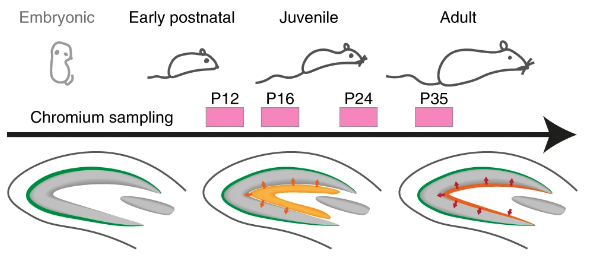 Embryonic Early postnatal Juvenile Adult
P12 P16 P24 P35
Chromium sampling